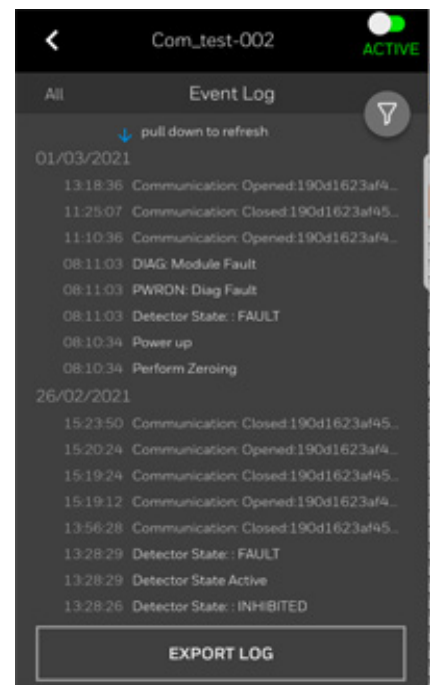 Com_test-002
ACTIVE
All Event Log
pull down to refresh
01/03/2021
13:18:36 Communication: Opened:190d1623af4...
11:25:07 Communication: Closed:190d1623af45...
11:10:36 Communication: Opened:190d1623af4...
08:11:03 DIAG: Module Fault
08:11:03 PWRON: Diag Fault
08:11:03 Detector State: : FAULT
08:10:34 Power up
08:10:34 Perform Zeroing
26/02/2021
15:23:50 Communication: Closed:190d1623af45...
15:20:24 Communication: Opened:190d1623af4...
15:19:24 Communication: Closed:190d1623af45...
15:19:12 Communication: Opened:190d1623af4...
13:56:28 Communication: Closed:190d1623af45...
13:28:29 Detector State: : FAULT
13:28:29 Detector State Active
13:28:26 Detector State: : INHIBITED
EXPORT LOG